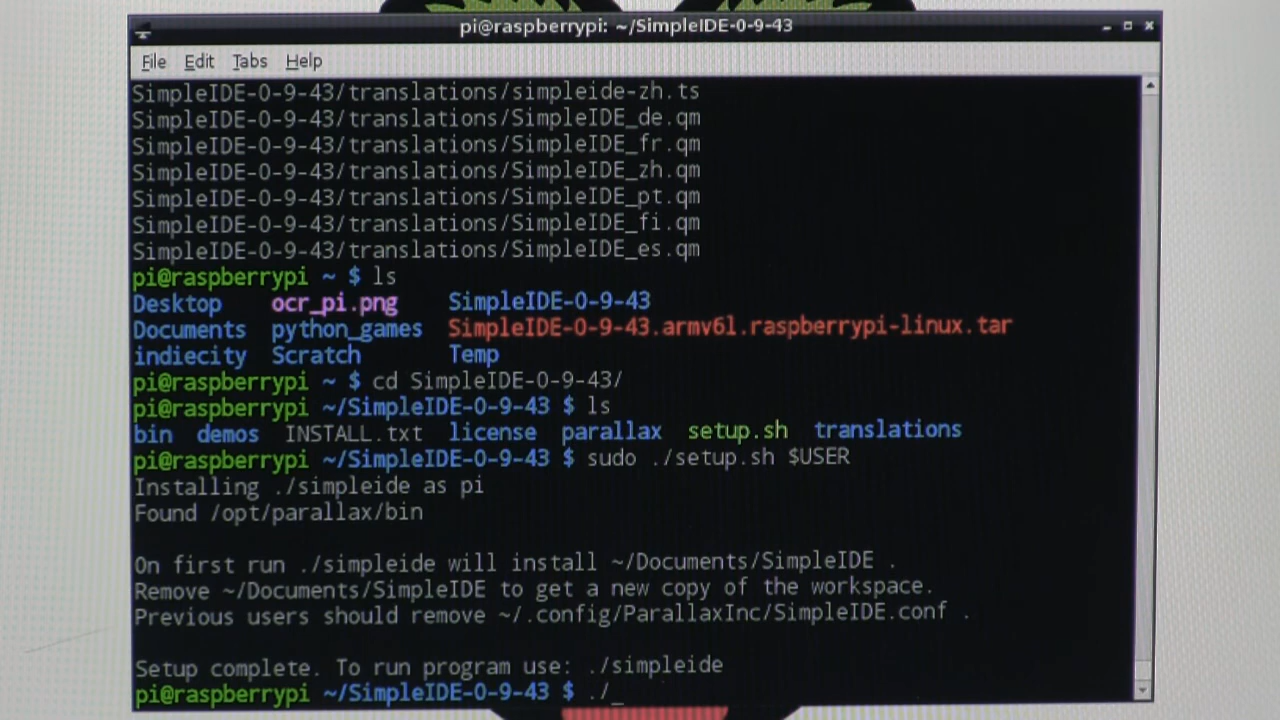 pi@raspberrypi: ~/SimpleIDE-0-9-43
File Edit Tabs Help
SimpleIDE-0-9-43/translations/simpleide-zh.ts
SimpleIDE-0-9-43/translations/SimpleIDE_de.qm
SimpleIDE-0-9-43/translations/SimpleIDE_fr.qm
SimpleIDE-0-9-43/translations/SimpleIDE_zh.qm
SimpleIDE-0-9-43/translations/SimpleIDE_pt.qm
SimpleIDE-0-9-43/translations/SimpleIDE_fi.qm
SimpleIDE-0-9-43/translations/SimpleIDE_es.qm
pi@raspberrypi ~ $ ls
Desktop ocr_pi.png SimpleIDE-0-9-43
Documents python_games SimpleIDE-0-9-43.armv6l.raspberrypi-linux.tar
indiecity Scratch Temp
pi@raspberrypi ~ $ cd SimpleIDE-0-9-43/
pi@raspberrypi ~/SimpleIDE-0-9-43 $ ls
bin demos INSTALL.txt license parallax setup.sh translations
pi@raspberrypi ~/SimpleIDE-0-9-43 $ sudo ./setup.sh $USER
Installing ./simpleide as pi
Found /opt/parallax/bin
On first run ./simpleide will install ~/Documents/SimpleIDE .
Remove ~/Documents/SimpleIDE to get a new copy of the workspace.
Previous users should remove ~/.config/ParallaxInc/SimpleIDE.conf .
Setup complete. To run program use: ./simpleide
pi@raspberrypi ~/SimpleIDE-0-9-43 $ ./_